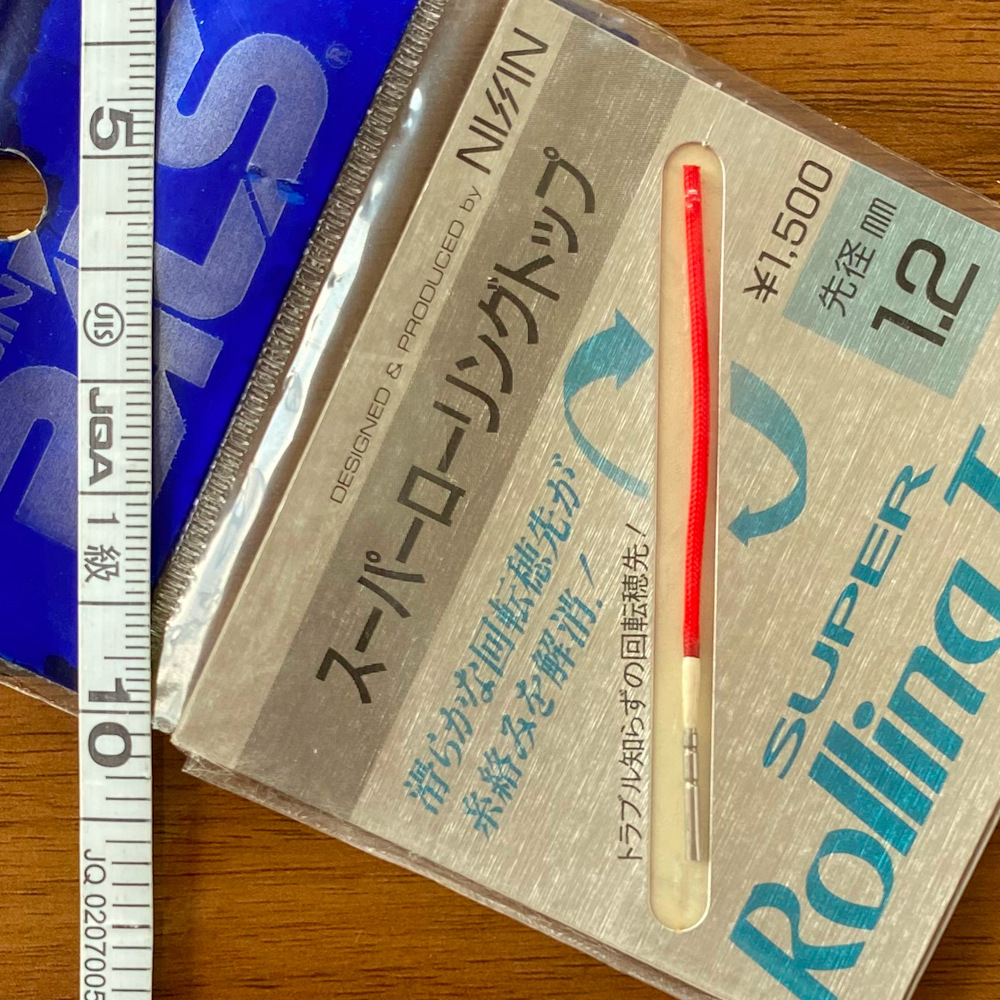 5
JIS
JQA
1級
10
JQ 0207005
DESIGNED & PRODUCED by NISSIN
スーパーローリングトップ
滑らかな回転穂先が
糸絡みを解消!
トラブル知らずの回転穂先!
¥1,500
先径mm
1.2
SUPER
Rolling T